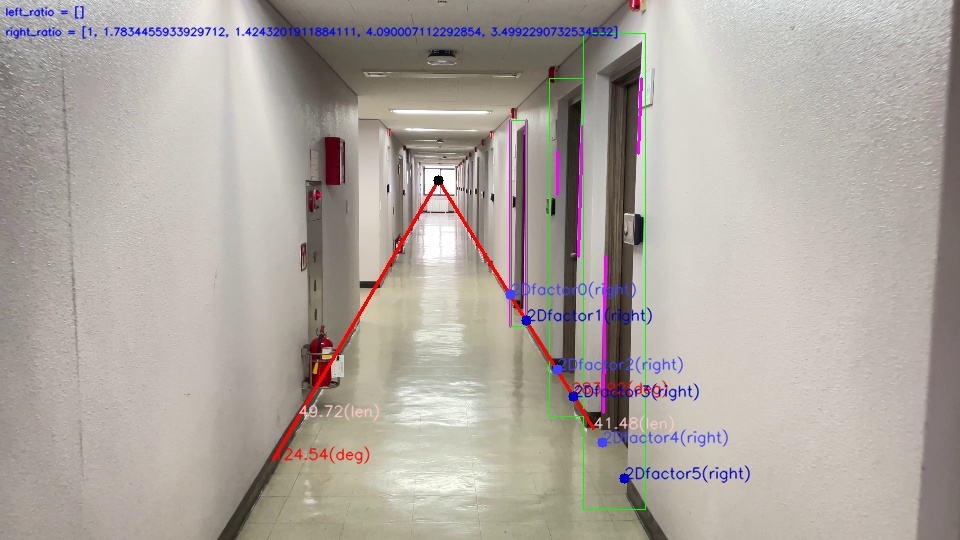 left_ratio = []
right_ratio = [1, 1.7834455933929712, 1.4243201911884111, 4.090007112292854, 3.4992290732534532]
2Dfactor0(right)
2Dfactor1(right)
2Dfactor2(right)
2Dfactor3(right)
49.72(len)
41.48(len)
2Dfactor4(right)
24.54(deg)
2Dfactor5(right)